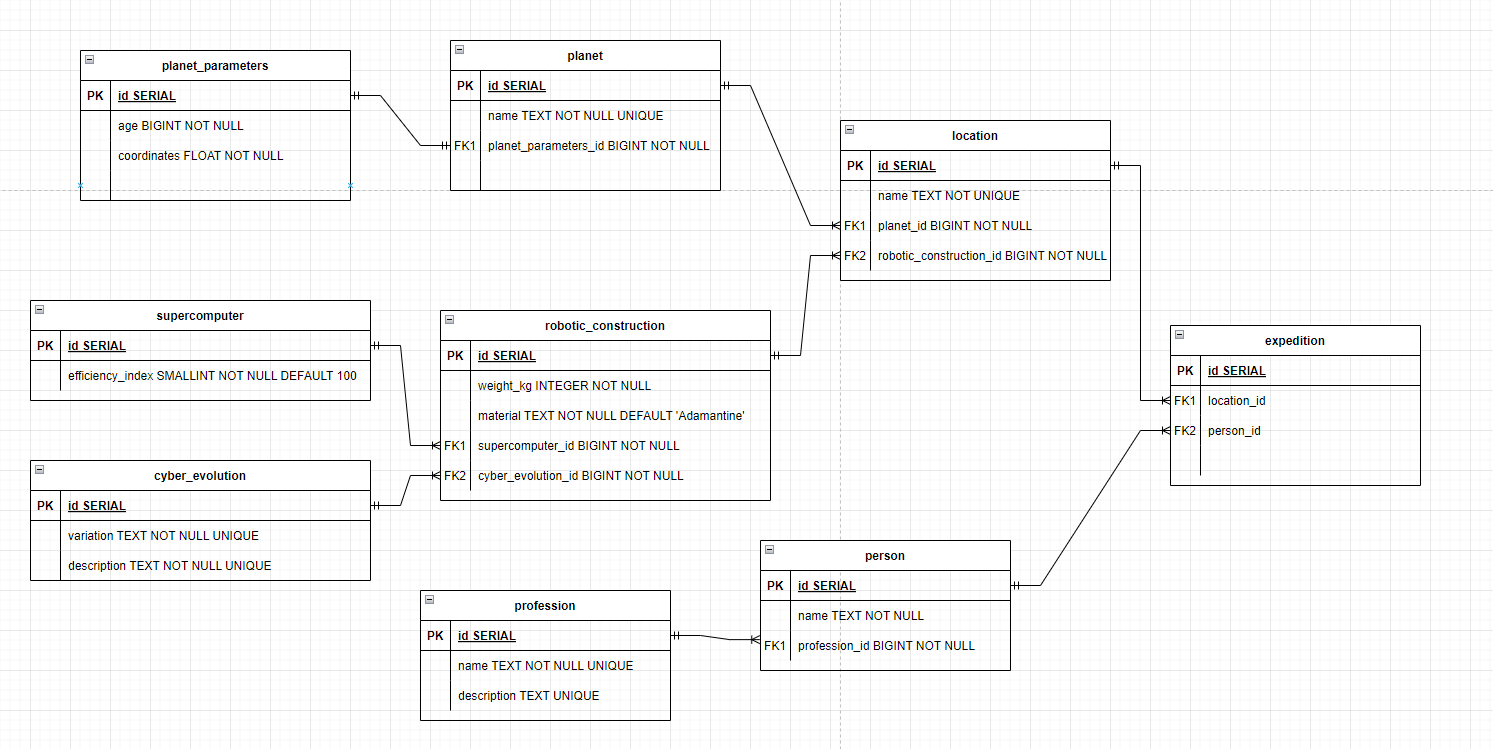 planet_parameters
PK id SERIAL
age BIGINT NOT NULL
coordinates FLOAT NOT NULL
planet
PK id SERIAL
name TEXT NOT NULL UNIQUE
FK1 planet_parameters_id BIGINT NOT NULL
location
PK id SERIAL
name TEXT NOT UNIQUE
FK1 planet_id BIGINT NOT NULL
FK2 robotic_construction_id BIGINT NOT NULL
supercomputer
PK id SERIAL
efficiency_index SMALLINT NOT NULL DEFAULT 100
robotic_construction
PK id SERIAL
weight_kg INTEGER NOT NULL
material TEXT NOT NULL DEFAULT 'Adamantine'
FK1 supercomputer_id BIGINT NOT NULL
FK2 cyber_evolution_id BIGINT NOT NULL
expedition
PK id SERIAL
FK1 location_id
FK2 person_id
cyber_evolution
PK id SERIAL
variation TEXT NOT NULL UNIQUE
description TEXT NOT NULL UNIQUE
person
PK id SERIAL
name TEXT NOT NULL
FK1 profession_id BIGINT NOT NULL
profession
PK id SERIAL
name TEXT NOT NULL UNIQUE
description TEXT UNIQUE